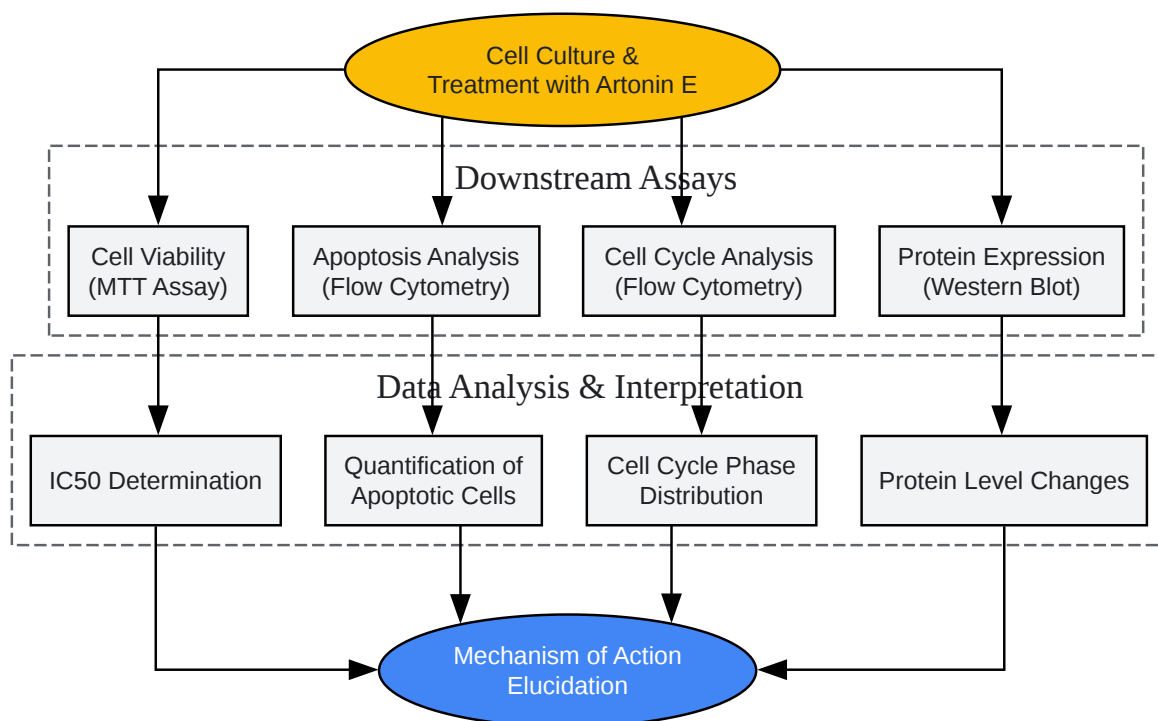 Cell Culture &
Treatment with Artonin E
Downstream Assays
Cell Viability
(MTT Assay)
Apoptosis Analysis
(Flow Cytometry)
Cell Cycle Analysis
(Flow Cytometry)
Protein Expression
(Western Blot)
Data Analysis & Interpretation
IC50 Determination
Quantification of
Apoptotic Cells
Cell Cycle Phase
Distribution
Protein Level Changes
Mechanism of Action
Elucidation